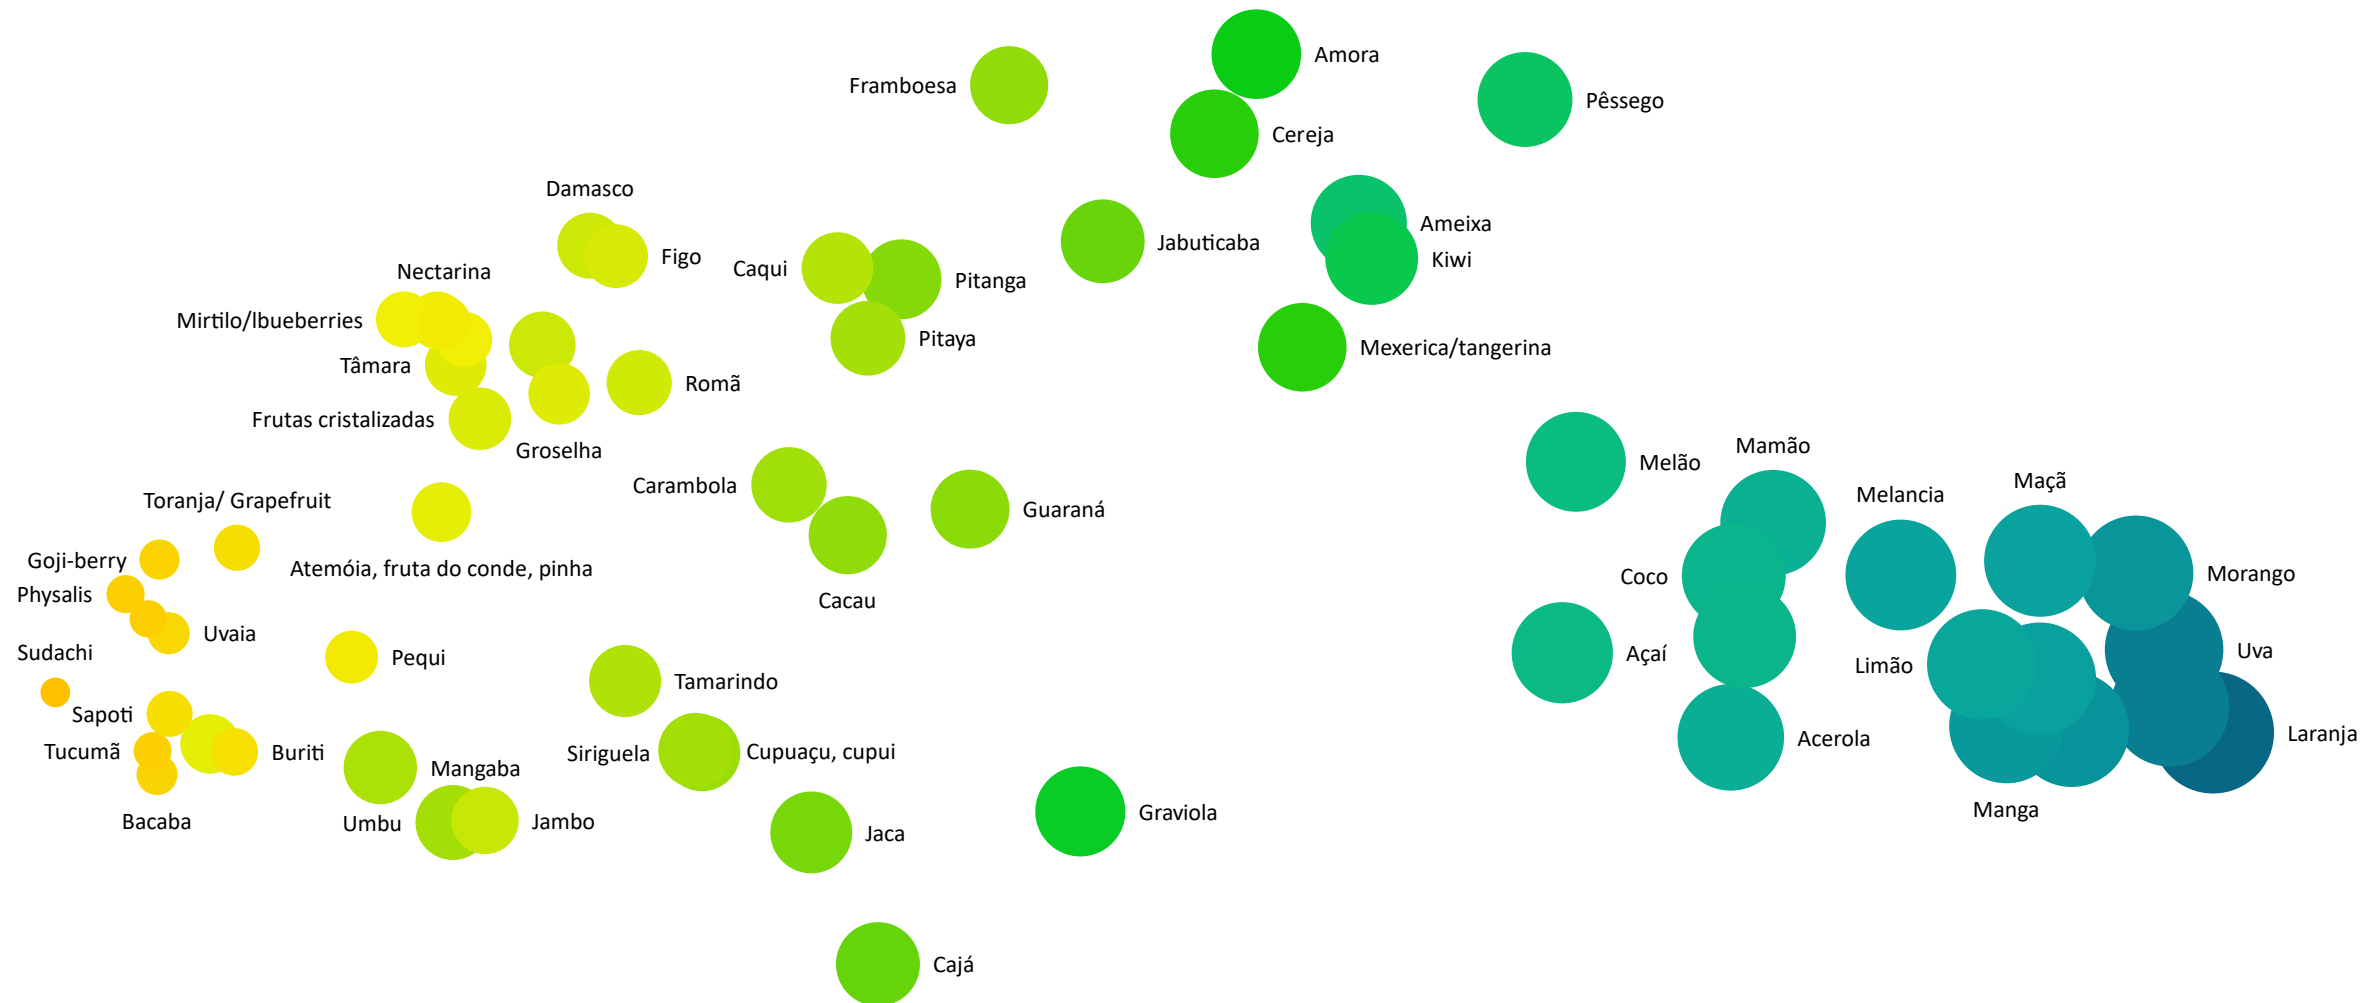 Amora
Framboesa
Pêssego
Cereja
Damasco
Ameixa
Jabuticaba
Figo
Kiwi
Caqui
Nectarina
Pitanga
Mirtilo/lbueberries
Pitaya
Mexerica/tangerina
Tâmara
Romã
Frutas cristalizadas
Mamão
Groselha
Melão
Maçã
Carambola
Melancia
Toranja/ Grapefruit
Guaraná
Goji-berry
Atemóia, fruta do conde, pinha
Morango
Coco
Physalis
Cacau
Uvaia
Uva
Sudachi
Açaí
Pequi
Limão
Tamarindo
Sapoti
Laranja
Acerola
Tucumã
Buriti
Siriguela
Cupuaçu, cupui
Mangaba
Manga
Graviola
Bacaba
Umbu
Jambo
Jaca
Cajá